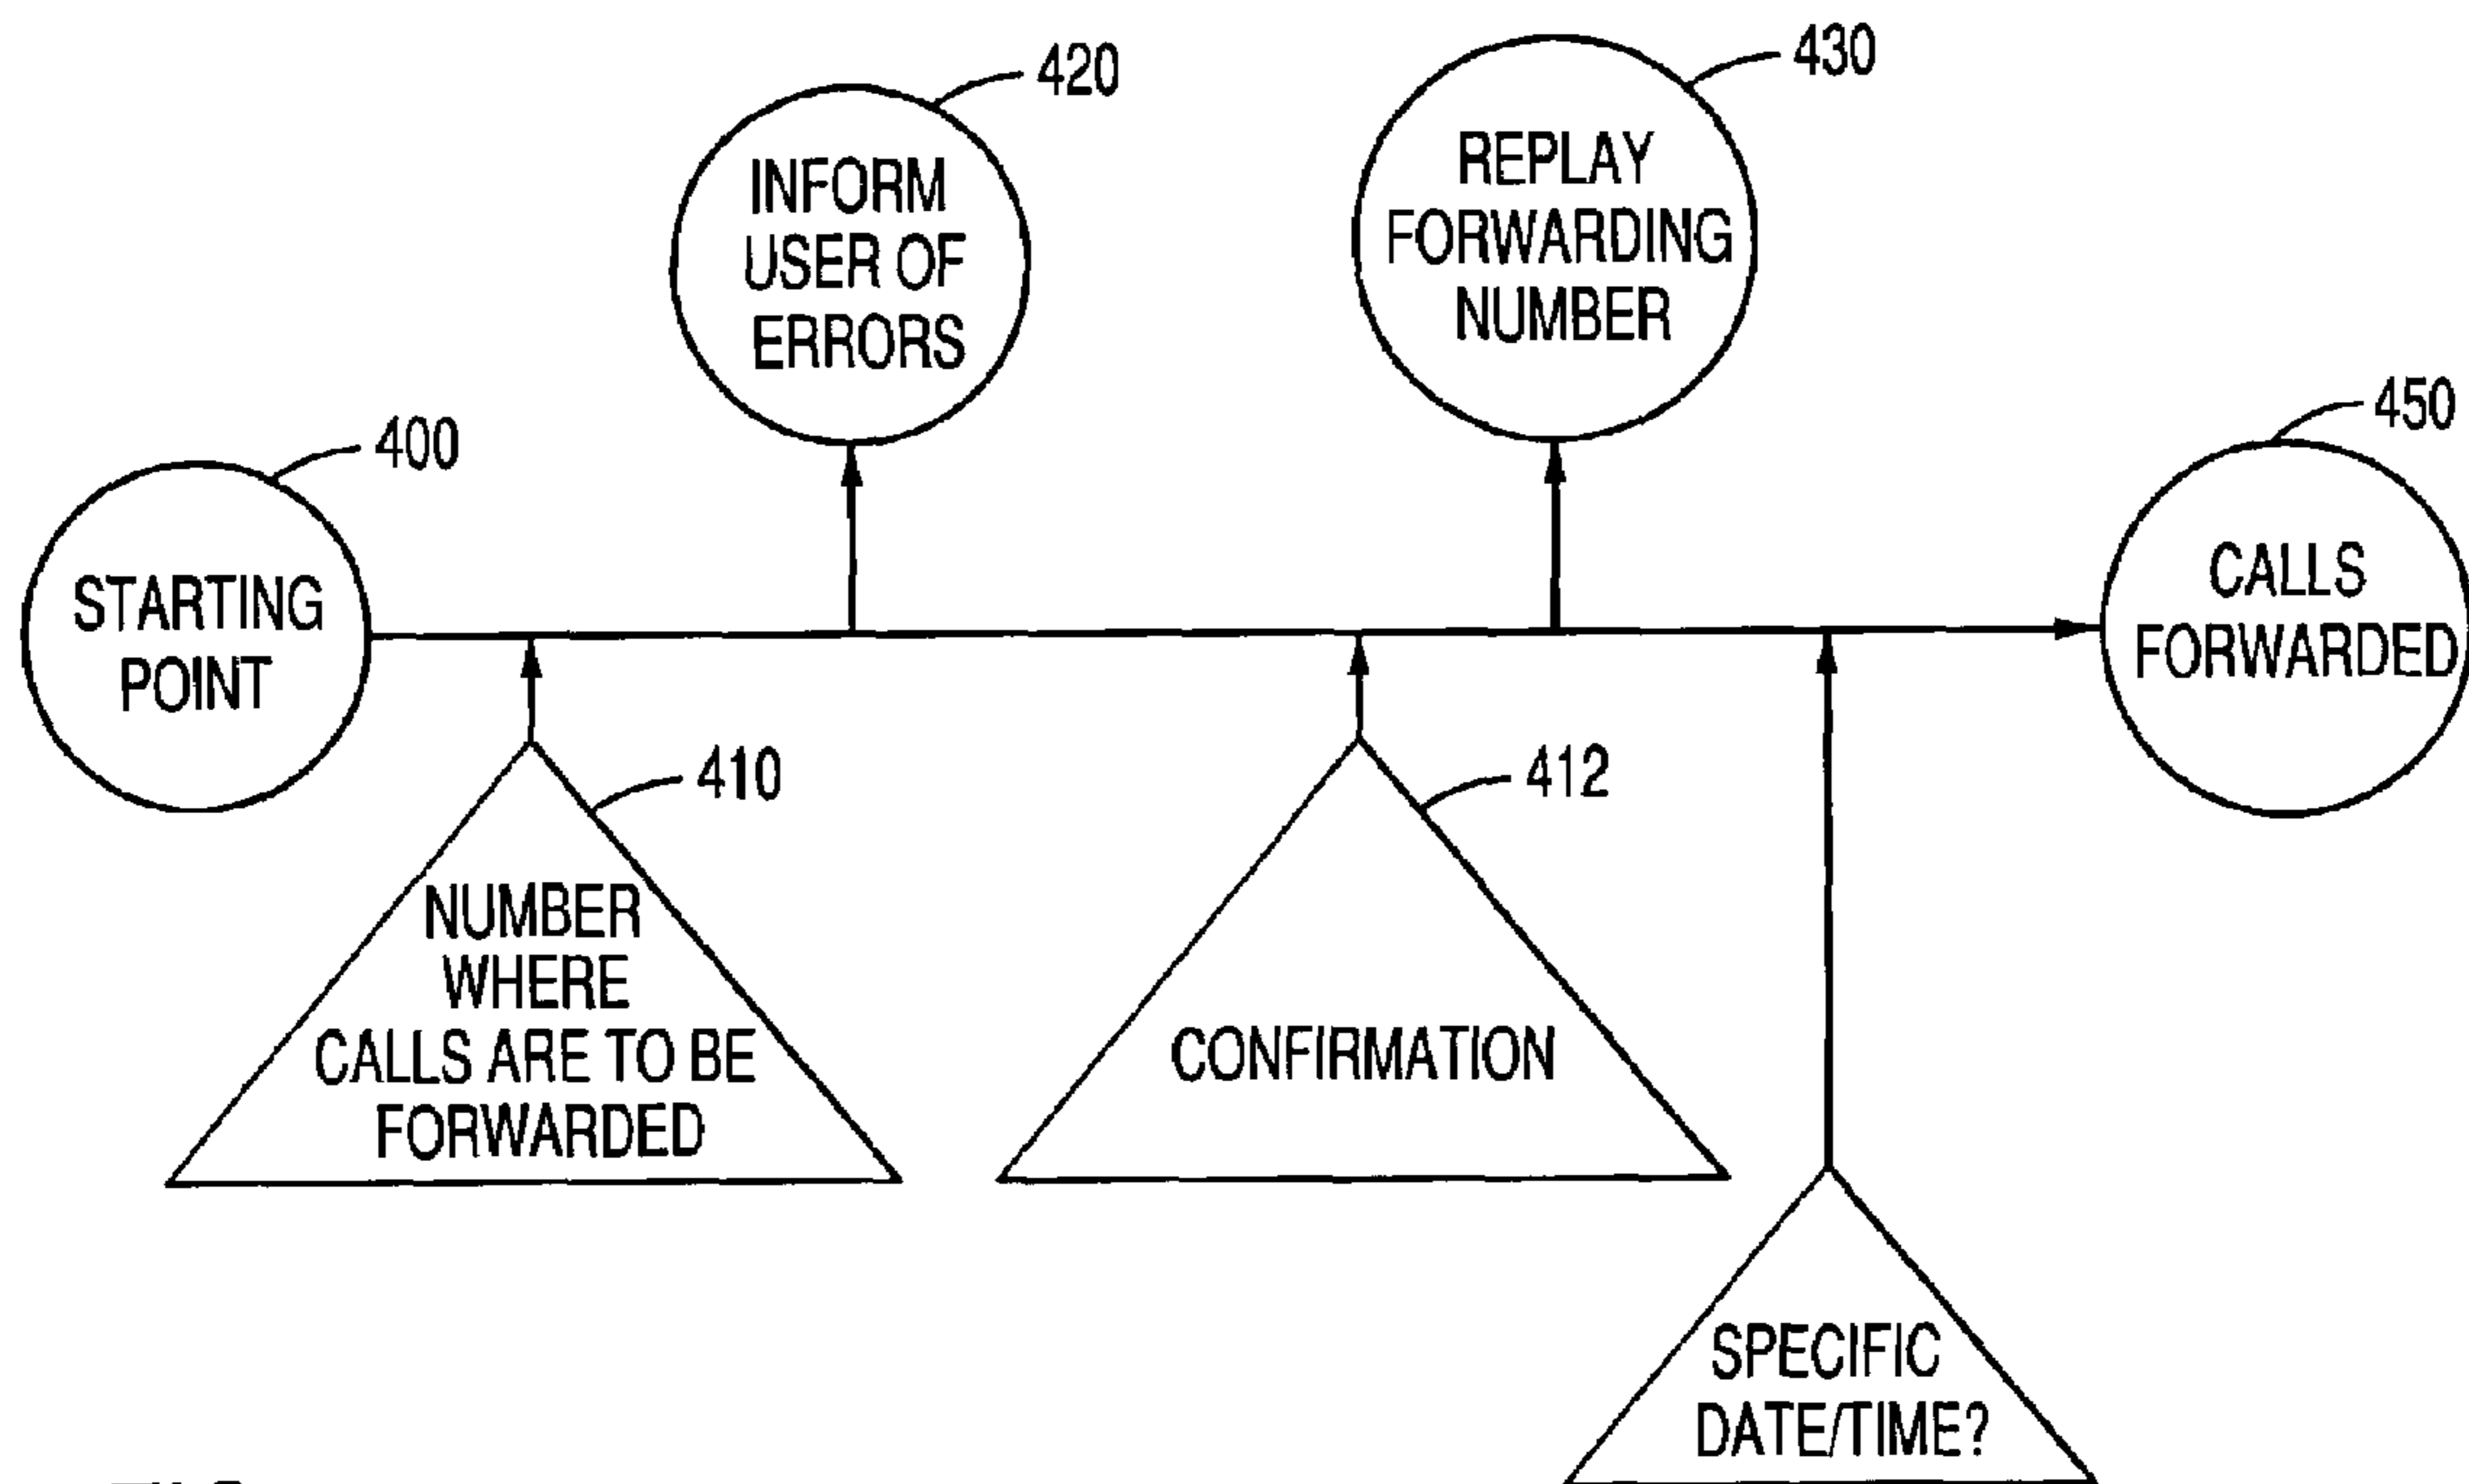 420
INFORM
USER OF
ERRORS
430
REPLAY
FORWARDING
NUMBER
400
STARTING
POINT
450
CALLS
FORWARDED
410
NUMBER
WHERE
CALLS ARE TO BE
FORWARDED
412
CONFIRMATION
SPECIFIC
DATE/TIME?